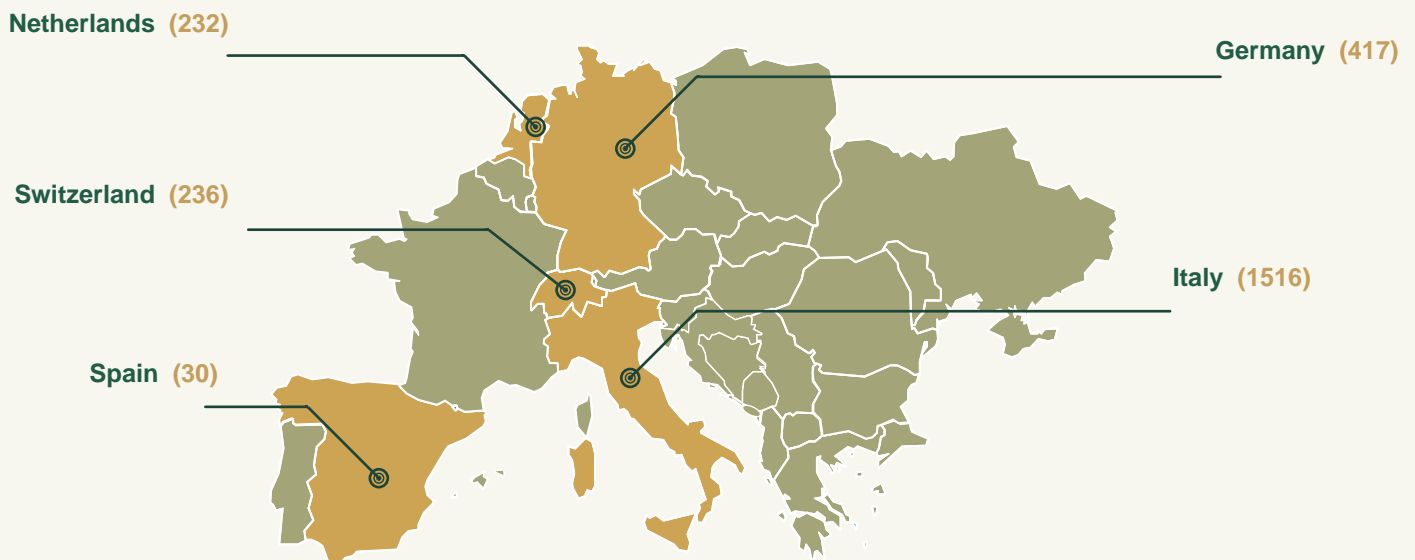 Netherlands (232)
Germany (417)
Switzerland (236)
Italy (1516)
Spain (30)